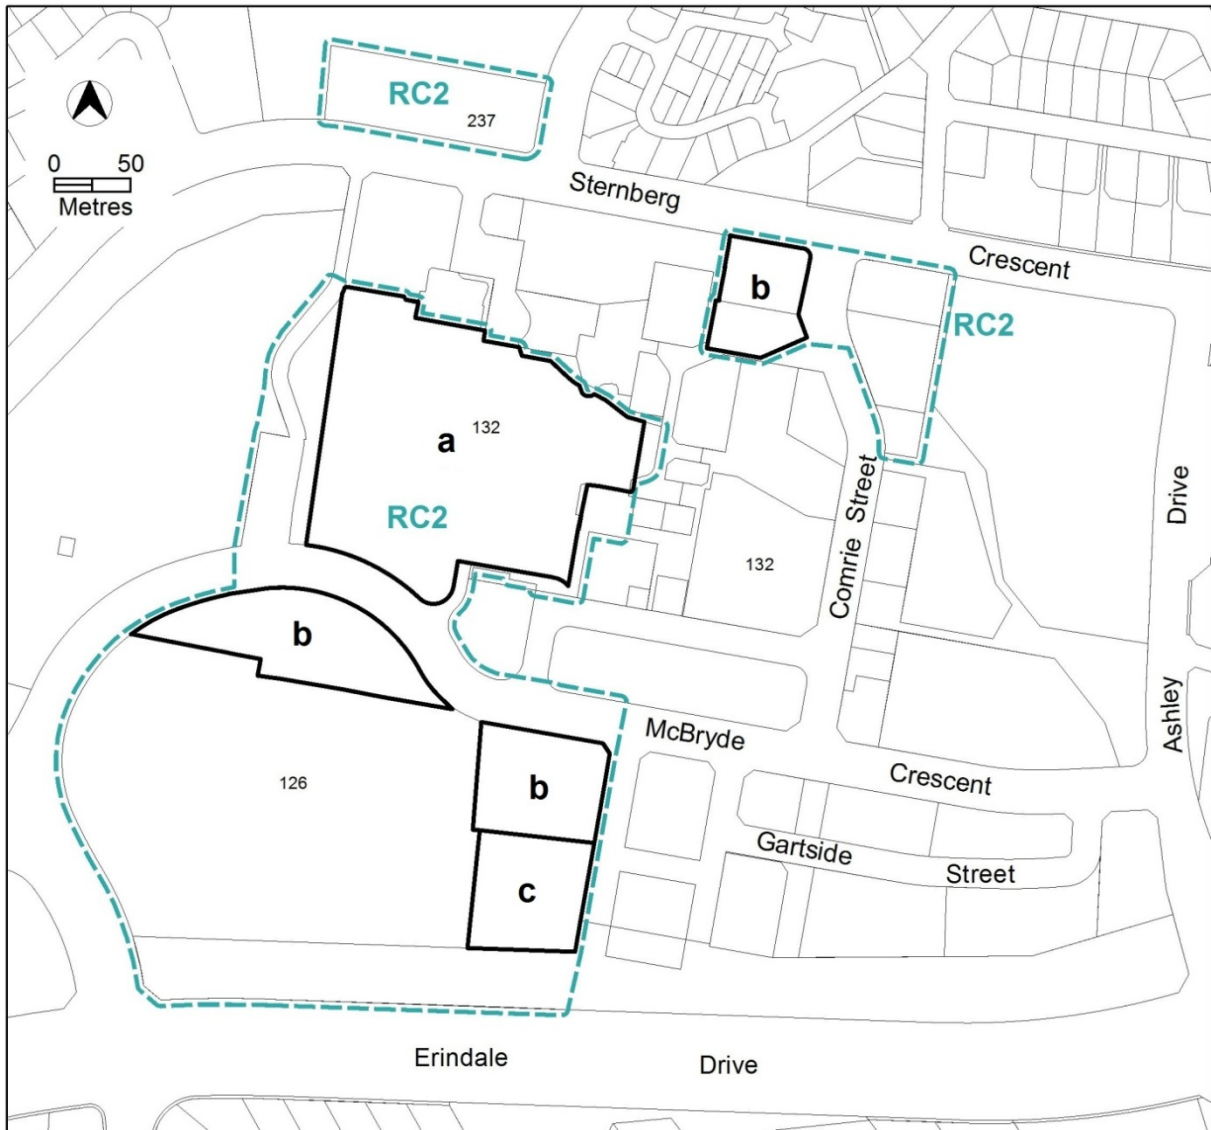 RC2
237
0 50
Metres
Sternberg
Crescent
b
RC2
a
132
RC2
132
Comrie Street
Drive
Ashley
b
McBryde
Crescent
126
b
Gartside
Street
c
Erindale
Drive